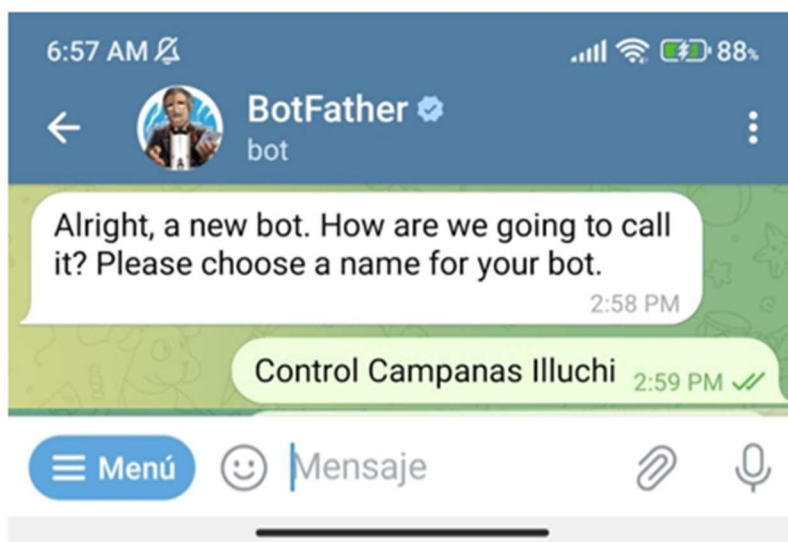 6:57 AM
88%
BotFather
bot
Alright, a new bot. How are we going to call
it? Please choose a name for your bot.
2:58 PM
Control Campanas Illuchi 2:59 PM
Menú Mensaje